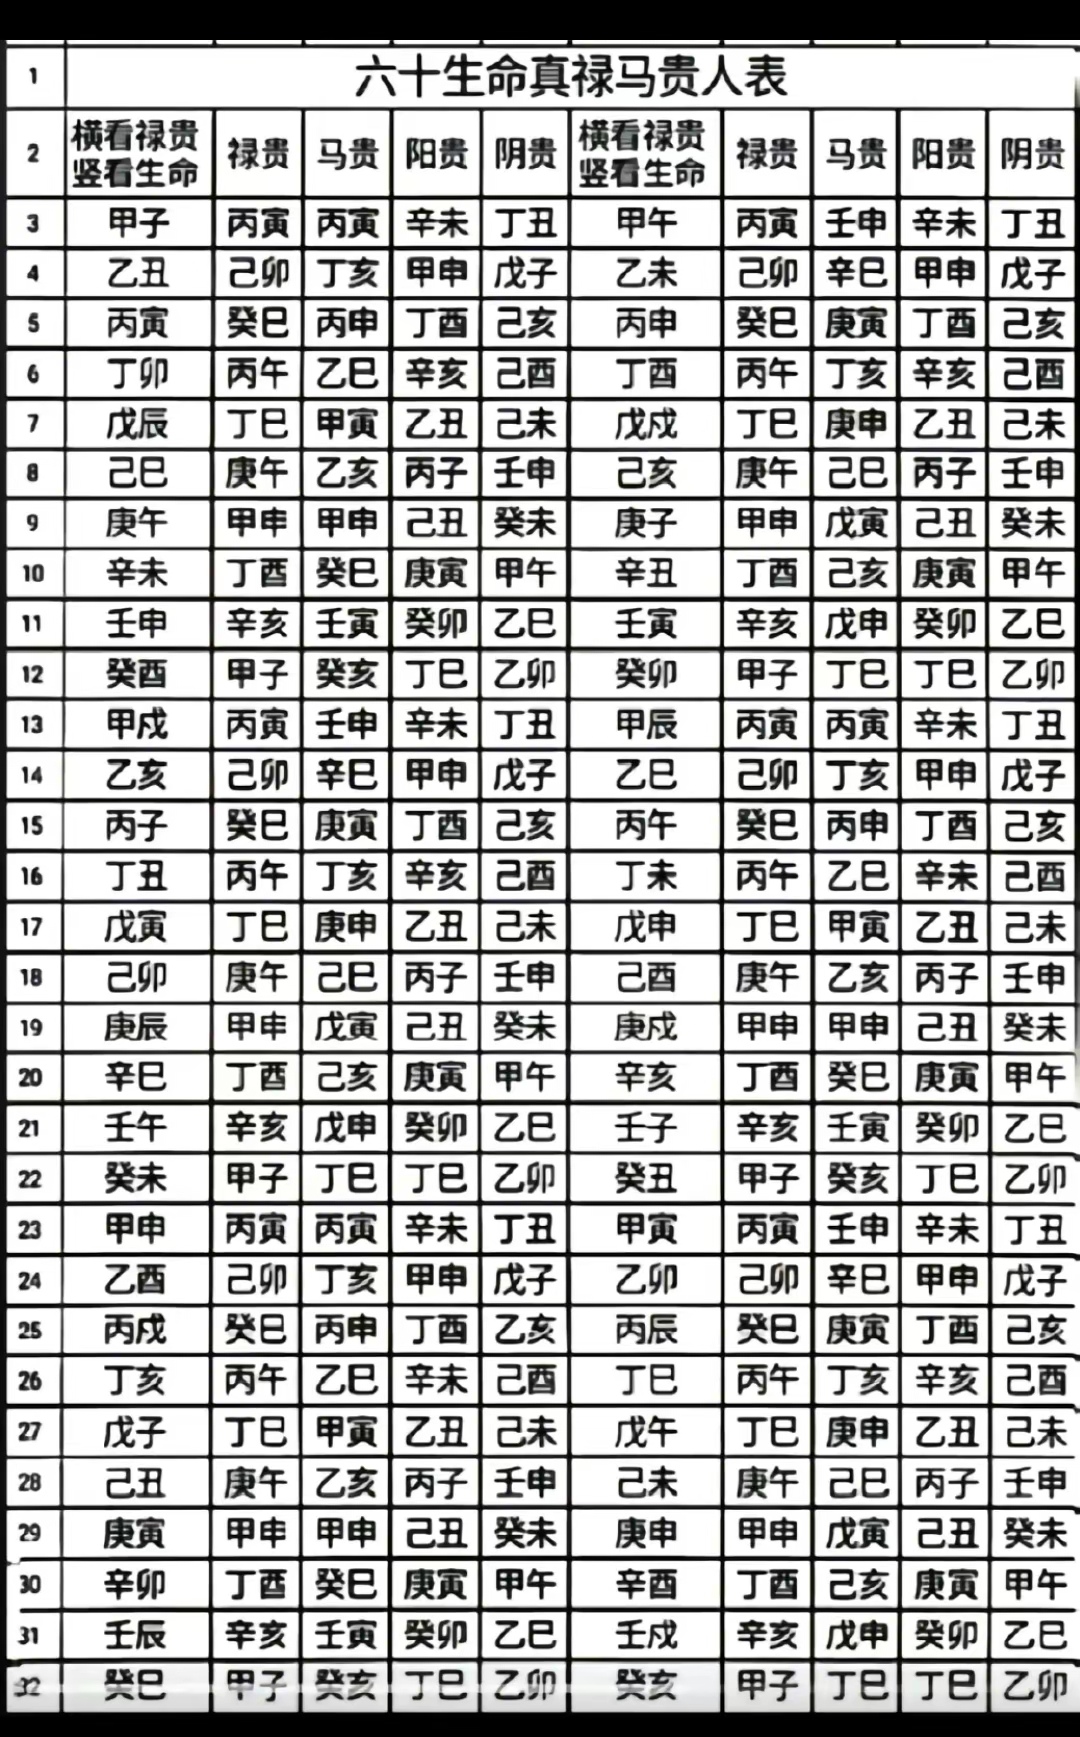 1 六十生命真禄马贵人表
2 横看禄贵 竖看生命 禄贵 马贵 阳贵 阴贵 横看禄贵 竖看生命 禄贵 马贵 阳贵 阴贵
3 甲子 丙寅 丙寅 辛未 丁丑 甲午 丙寅 壬申 辛未 丁丑
4 乙丑 己卯 丁亥 甲申 戊子 乙未 己卯 辛巳 甲申 戊子
5 丙寅 癸巳 丙申 丁酉 己亥 丙申 癸巳 庚寅 丁酉 己亥
6 丁卯 丙午 乙巳 辛亥 己酉 丁酉 丙午 丁亥 辛亥 己酉
7 戊辰 丁巳 甲寅 乙丑 己未 戊戌 丁巳 庚申 乙丑 己未
8 己巳 庚午 乙亥 丙子 壬申 己亥 庚午 己巳 丙子 壬申
9 庚午 甲申 甲申 己丑 癸未 庚子 甲申 戊寅 己丑 癸未
10 辛未 丁酉 癸巳 庚寅 甲午 辛丑 丁酉 己亥 庚寅 甲午
11 壬申 辛亥 壬寅 癸卯 乙巳 壬寅 辛亥 戊申 癸卯 乙巳
12 癸酉 甲子 癸亥 丁巳 乙卯 癸卯 甲子 丁巳 丁巳 乙卯
13 甲戌 丙寅 壬申 辛未 丁丑 甲辰 丙寅 丙寅 辛未 丁丑
14 乙亥 己卯 辛巳 甲申 戊子 乙巳 己卯 丁亥 甲申 戊子
15 丙子 癸巳 庚寅 丁酉 己亥 丙午 癸巳 丙申 丁酉 己亥
16 丁丑 丙午 丁亥 辛亥 己酉 丁未 丙午 乙巳 辛未 己酉
17 戊寅 丁巳 庚申 乙丑 己未 戊申 丁巳 甲寅 乙丑 己未
18 己卯 庚午 己巳 丙子 壬申 己酉 庚午 乙亥 丙子 壬申
19 庚辰 甲申 戊寅 己丑 癸未 庚戌 甲申 甲申 己丑 癸未
20 辛巳 丁酉 己亥 庚寅 甲午 辛亥 丁酉 癸巳 庚寅 甲午
21 壬午 辛亥 戊申 癸卯 乙巳 壬子 辛亥 壬寅 癸卯 乙巳
22 癸未 甲子 丁巳 丁巳 乙卯 癸丑 甲子 癸亥 丁巳 乙卯
23 甲申 丙寅 丙寅 辛未 丁丑 甲寅 丙寅 壬申 辛未 丁丑
24 乙酉 己卯 丁亥 甲申 戊子 乙卯 己卯 辛巳 甲申 戊子
25 丙戌 癸巳 丙申 丁酉 乙亥 丙辰 癸巳 庚寅 丁酉 己亥
26 丁亥 丙午 乙巳 辛未 己酉 丁巳 丙午 丁亥 辛亥 己酉
27 戊子 丁巳 甲寅 乙丑 己未 戊午 丁巳 庚申 乙丑 己未
28 己丑 庚午 乙亥 丙子 壬申 己未 庚午 己巳 丙子 壬申
29 庚寅 甲申 甲申 己丑 癸未 庚申 甲申 戊寅 己丑 癸未
30 辛卯 丁酉 癸巳 庚寅 甲午 辛酉 丁酉 己亥 庚寅 甲午
31 壬辰 辛亥 壬寅 癸卯 乙巳 壬戌 辛亥 戊申 癸卯 乙巳
32 癸巳 甲子 癸亥 丁巳 乙卯 癸亥 甲子 丁巳 丁巳 乙卯